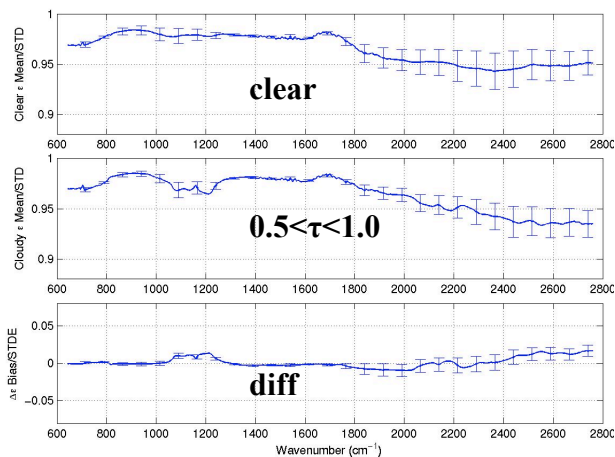 Clear ε Mean/STD
1
0.95
0.9
clear
600 800 1000 1200 1400 1600 1800 2000 2200 2400 2600 2800
Cloudy ε Mean/STD
1
0.95
0.9
0.5<τ<1.0
600 800 1000 1200 1400 1600 1800 2000 2200 2400 2600 2800
Δε Bias/STDE
0.05
0
−0.05
diff
600 800 1000 1200 1400 1600 1800 2000 2200 2400 2600 2800
Wavenumber (cm⁻¹)